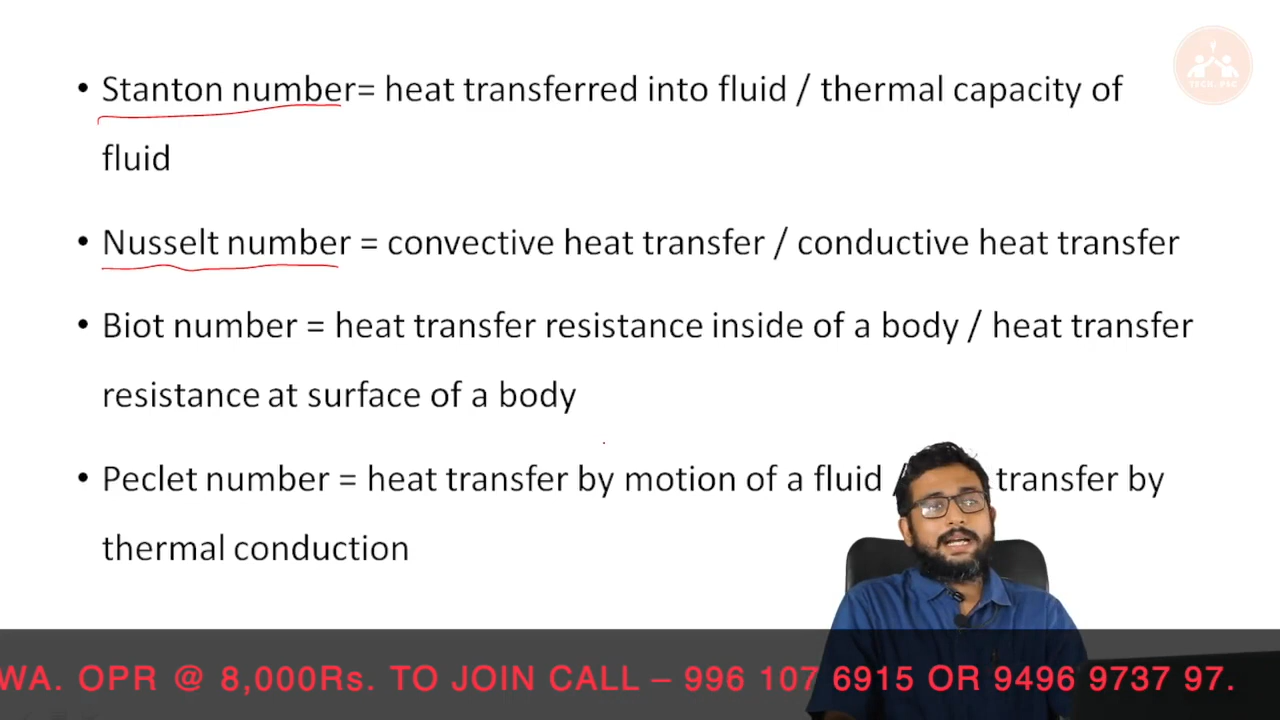 • Stanton number= heat transferred into fluid / thermal capacity of
fluid
• Nusselt number = convective heat transfer / conductive heat transfer
• Biot number = heat transfer resistance inside of a body / heat transfer
resistance at surface of a body
• Peclet number = heat transfer by motion of a fluid / transfer by
thermal conduction
WA. OPR @ 8,000Rs. TO JOIN CALL – 996 107 6915 OR 9496 9737 97.